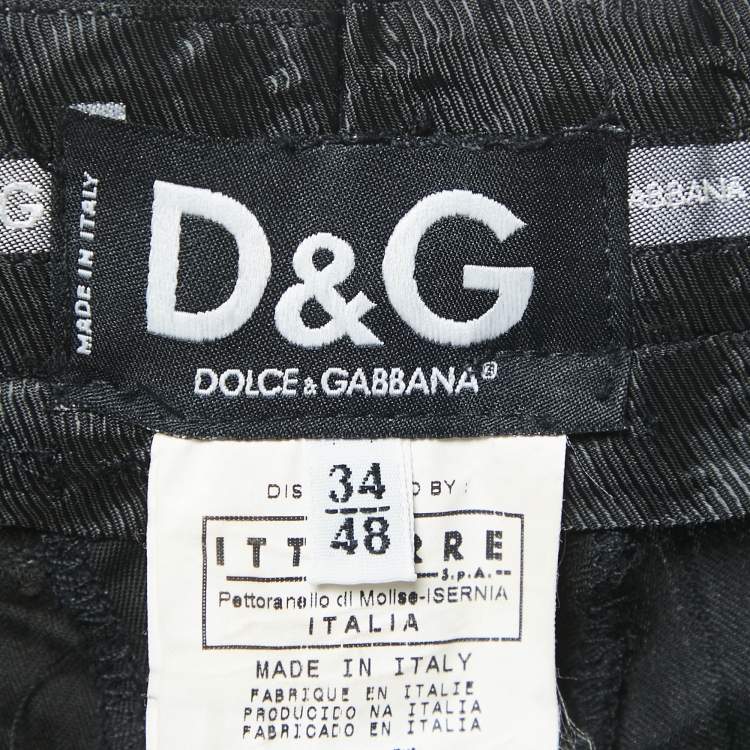 G
MADE IN ITALY
D&G
DOLCE & GABBANA®
ABBANA
34
48
DIS D BY:
ITT RRE
S.p.A.
Pettoranello di Molise-ISERNIA
ITALIA
MADE IN ITALY
FABRIQUE EN ITALIE
PRODUCIDO NA ITALIA
FABRICADO EN ITALIA